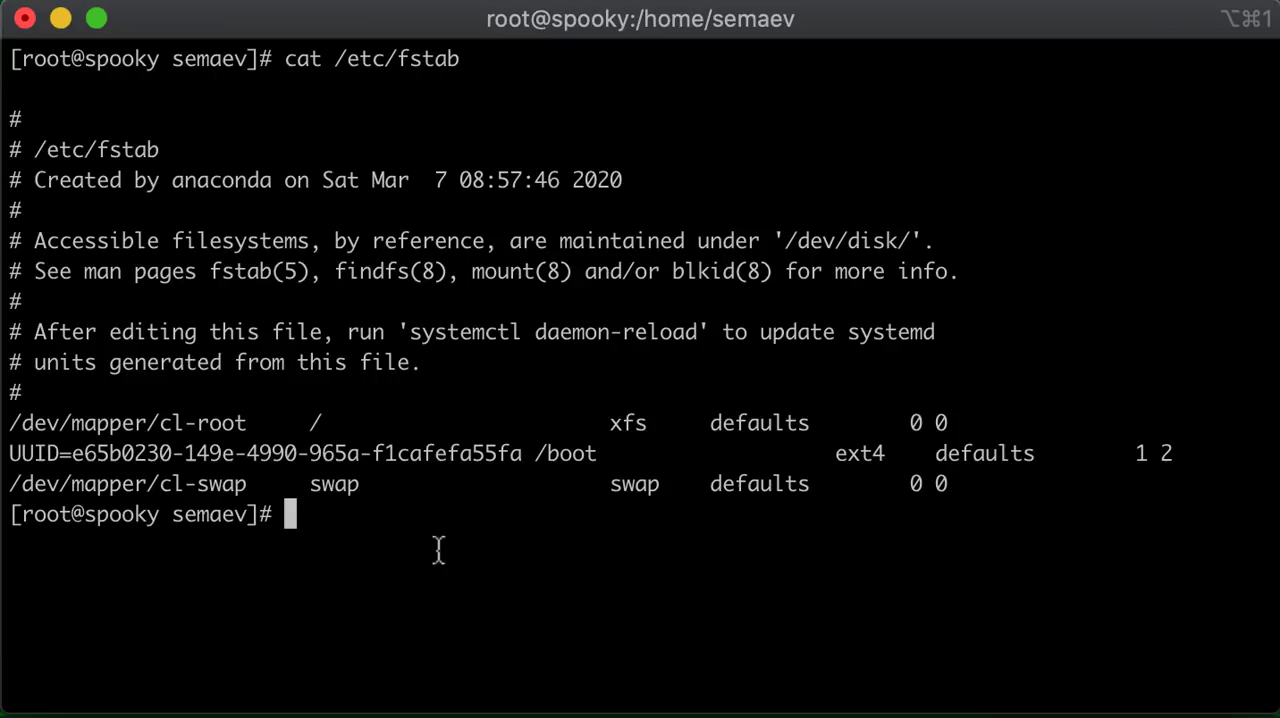 root@spooky:/home/semaev
⌥⌘1
[root@spooky semaev]# cat /etc/fstab
#
# /etc/fstab
# Created by anaconda on Sat Mar  7 08:57:46 2020
#
# Accessible filesystems, by reference, are maintained under '/dev/disk/'.
# See man pages fstab(5), findfs(8), mount(8) and/or blkid(8) for more info.
#
# After editing this file, run 'systemctl daemon-reload' to update systemd
# units generated from this file.
#
/dev/mapper/cl-root     /                       xfs     defaults        0 0
UUID=e65b0230-149e-4990-965a-f1cafefa55fa /boot                   ext4    defaults        1 2
/dev/mapper/cl-swap     swap                    swap    defaults        0 0
[root@spooky semaev]#